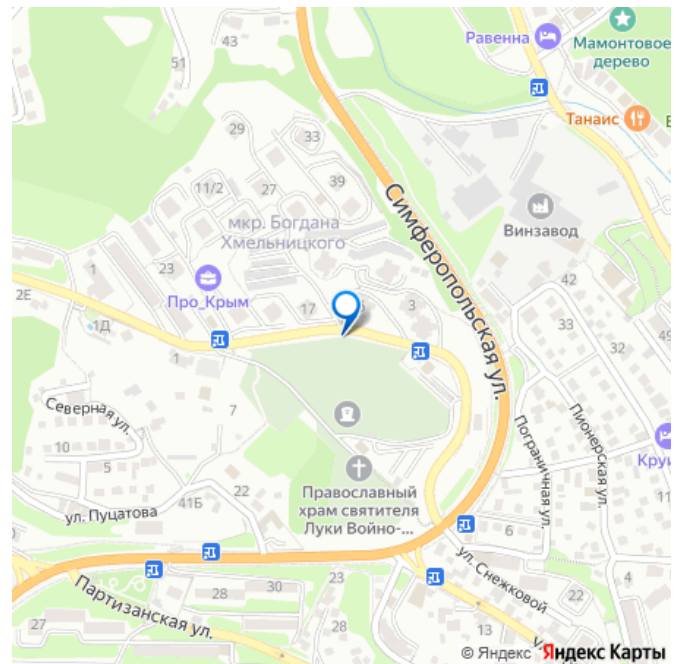 43
51
Равенна
Мамонтовое
дерево
Танаис
29
33
39
11/2
27
мкр. Богдана
Хмельницкого
Симферопольская ул.
Винзавод
42
1
23
Про_Крым
2Е
1Д
17
3
33
32
1
7
Северная ул.
10
5
ул. Пуцатова
41Б
22
Православный
храм святителя
Луки Войно-...
Пограничная ул.
Пионерская ул.
6
ул. Снежковой
22
4
Партизанская ул.
28
30
23
28
27
13
© Яндекс
Яндекс Карты